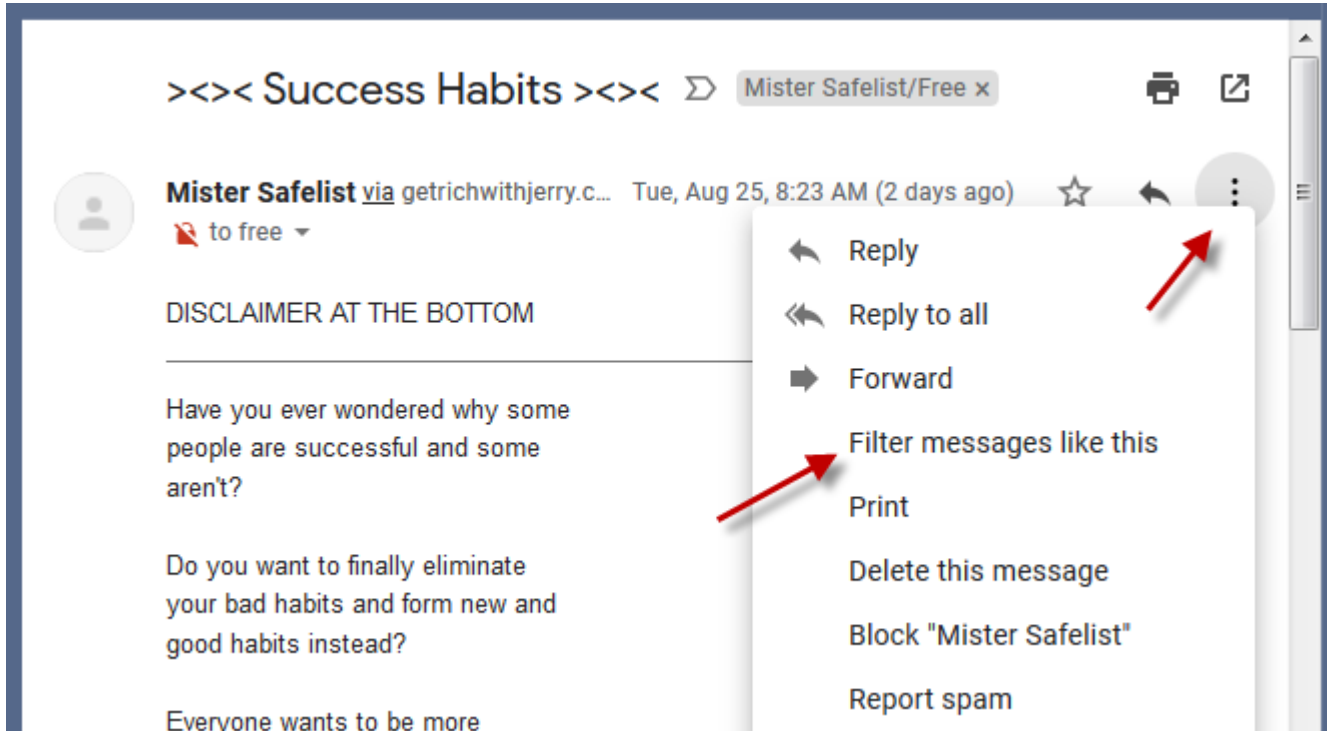 ><>< Success Habits ><>< Mister Safelist/Free ×
Mister Safelist via getrichwithjerry.c... Tue, Aug 25, 8:23 AM (2 days ago)
to free
DISCLAIMER AT THE BOTTOM
Have you ever wondered why some
people are successful and some
aren't?
Do you want to finally eliminate
your bad habits and form new and
good habits instead?
Everyone wants to be more
Reply
Reply to all
Forward
Filter messages like this
Print
Delete this message
Block "Mister Safelist"
Report spam